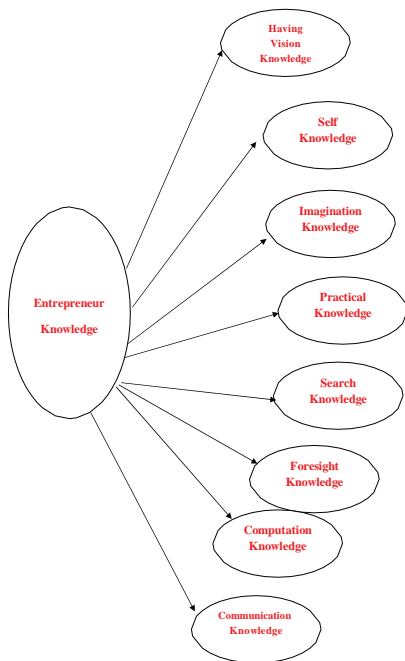 Having
Vision
Knowledge
Self
Knowledge
Imagination
Knowledge
Entrepreneur
Knowledge
Practical
Knowledge
Search
Knowledge
Foresight
Knowledge
Computation
Knowledge
Communication
Knowledge